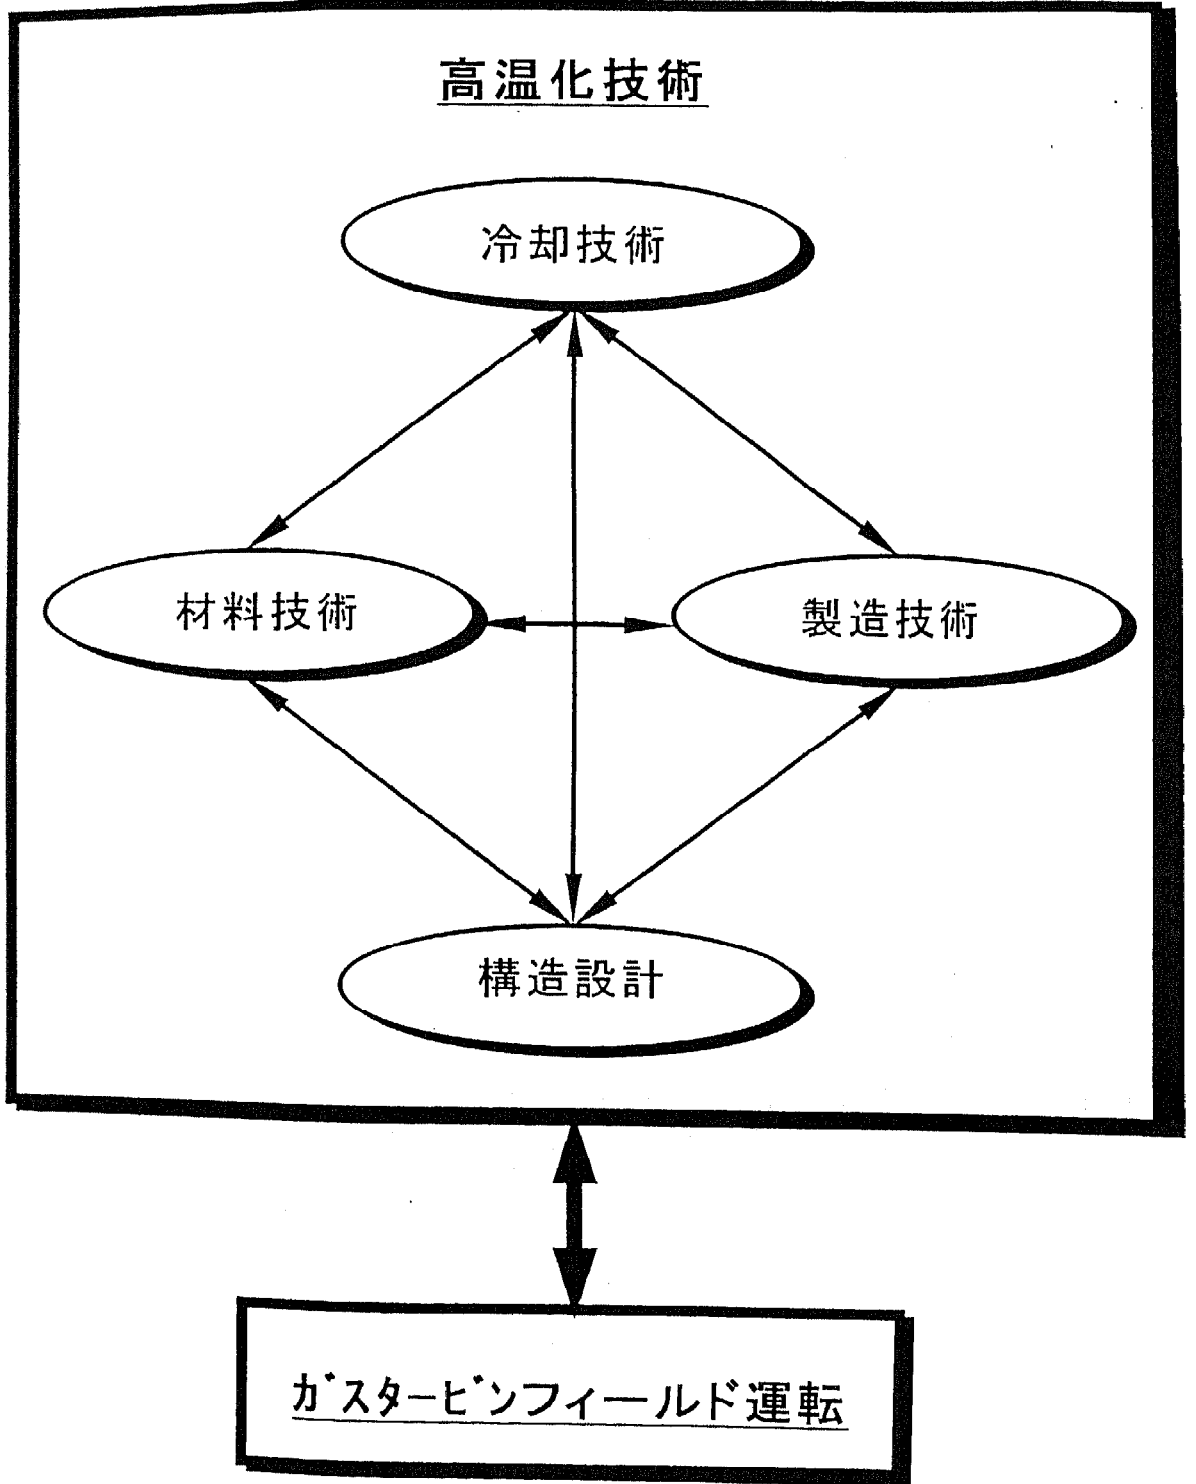 高温化技術
冷却技術
材料技術
製造技術
構造設計
ガスタービンフィールド運転